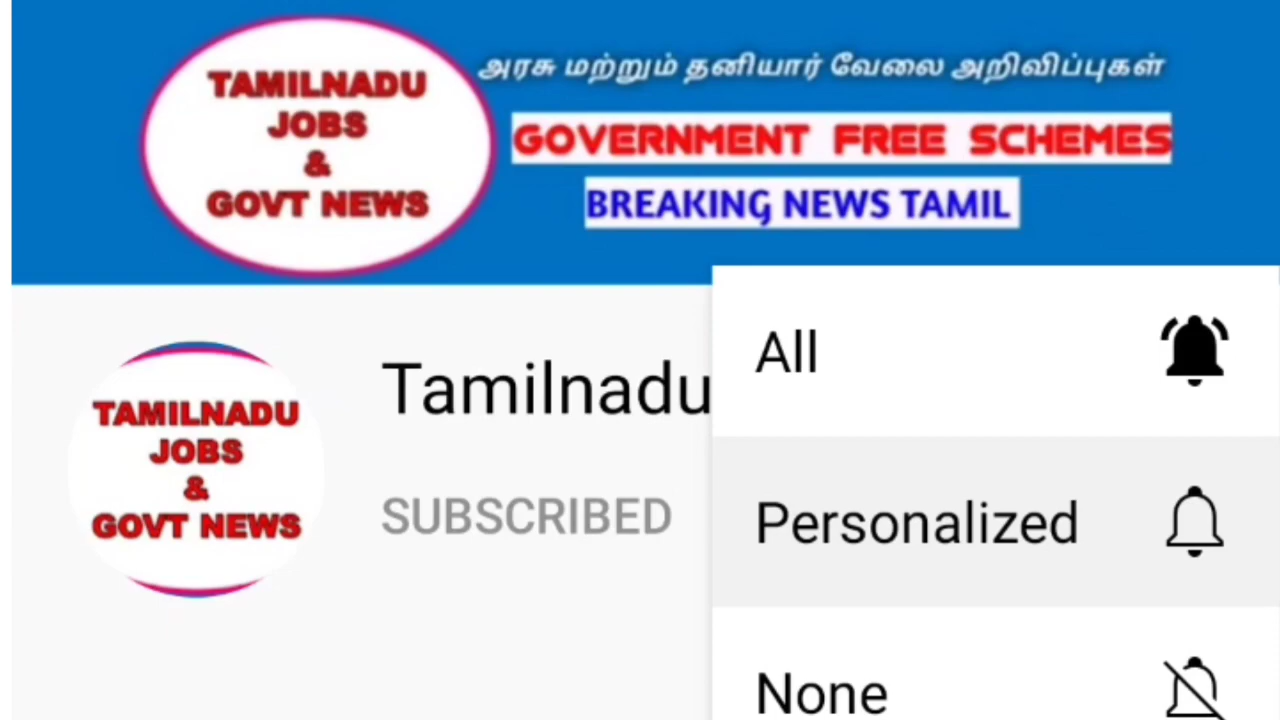 TAMILNADU
JOBS
&
GOVT NEWS
அரசு மற்றும் தனியார் வேலை அறிவிப்புகள்
GOVERNMENT FREE SCHEMES
BREAKING NEWS TAMIL
TAMILNADU
JOBS
&
GOVT NEWS
Tamilnadu
SUBSCRIBED
All
Personalized
None